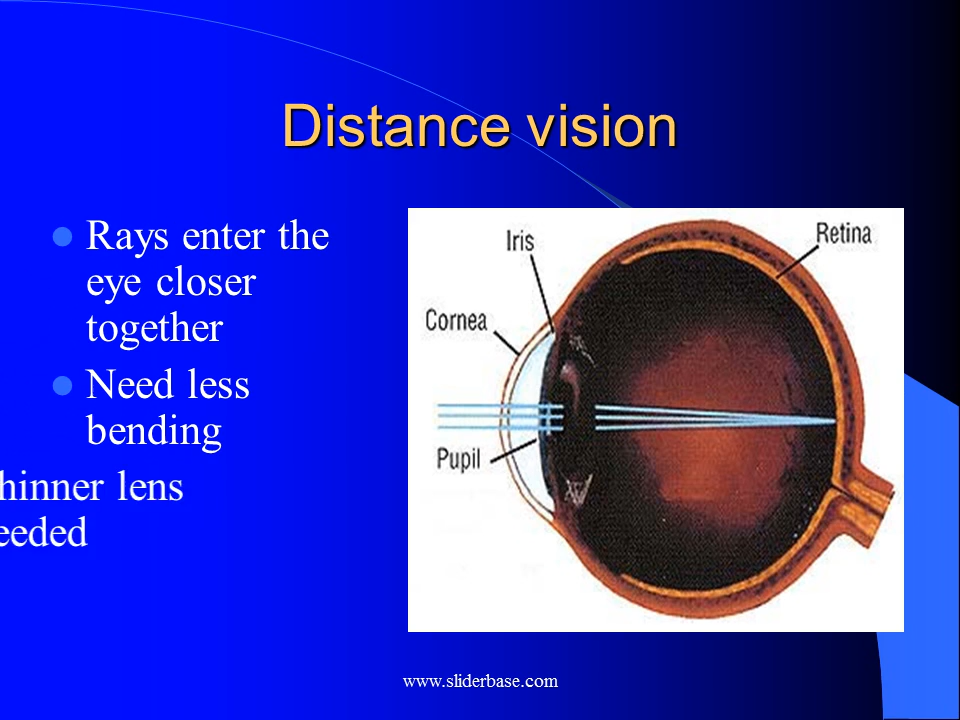 Distance vision
Rays enter the
eye closer
together
Need less
bending
hinner lens
eeded
Iris
Retina
Cornea
Pupil
www.sliderbase.com